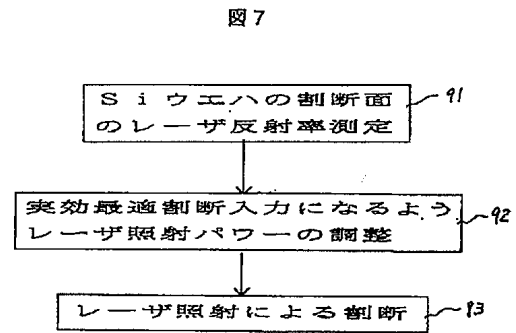 図7
Siウエハの割断面
のレーザ反射率測定
91
実効最適割断入力になるよう
レーザ照射パワーの調整
92
レーザ照射による割断
93